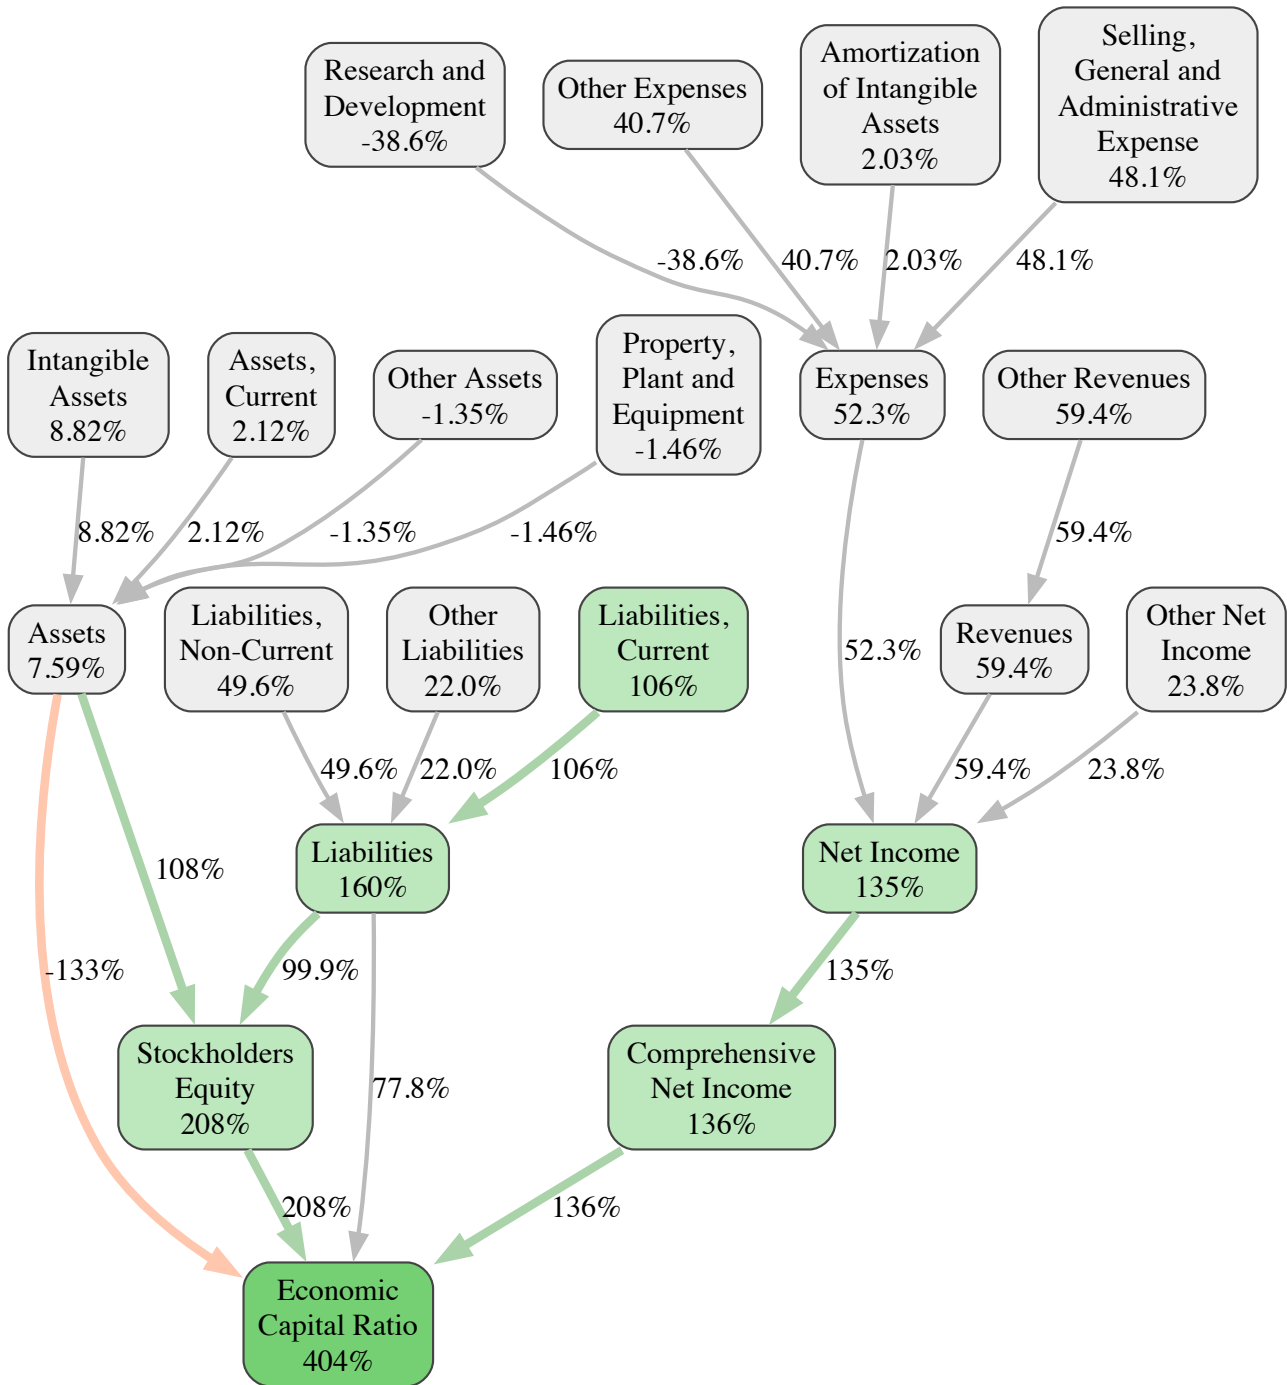 Research and
Development
-38.6%
Other Expenses
40.7%
Amortization
of Intangible
Assets
2.03%
Selling,
General and
Administrative
Expense
48.1%
-38.6%
40.7%
2.03%
48.1%
Intangible
Assets
8.82%
Assets,
Current
2.12%
Other Assets
-1.35%
Property,
Plant and
Equipment
-1.46%
Expenses
52.3%
Other Revenues
59.4%
8.82%
2.12%
-1.35%
-1.46%
59.4%
Assets
7.59%
Liabilities,
Non-Current
49.6%
Other
Liabilities
22.0%
Liabilities,
Current
106%
52.3%
Revenues
59.4%
Other Net
Income
23.8%
49.6%
22.0%
106%
59.4%
23.8%
108%
Liabilities
160%
Net Income
135%
-133%
99.9%
135%
Stockholders
Equity
208%
77.8%
Comprehensive
Net Income
136%
208%
136%
Economic
Capital Ratio
404%